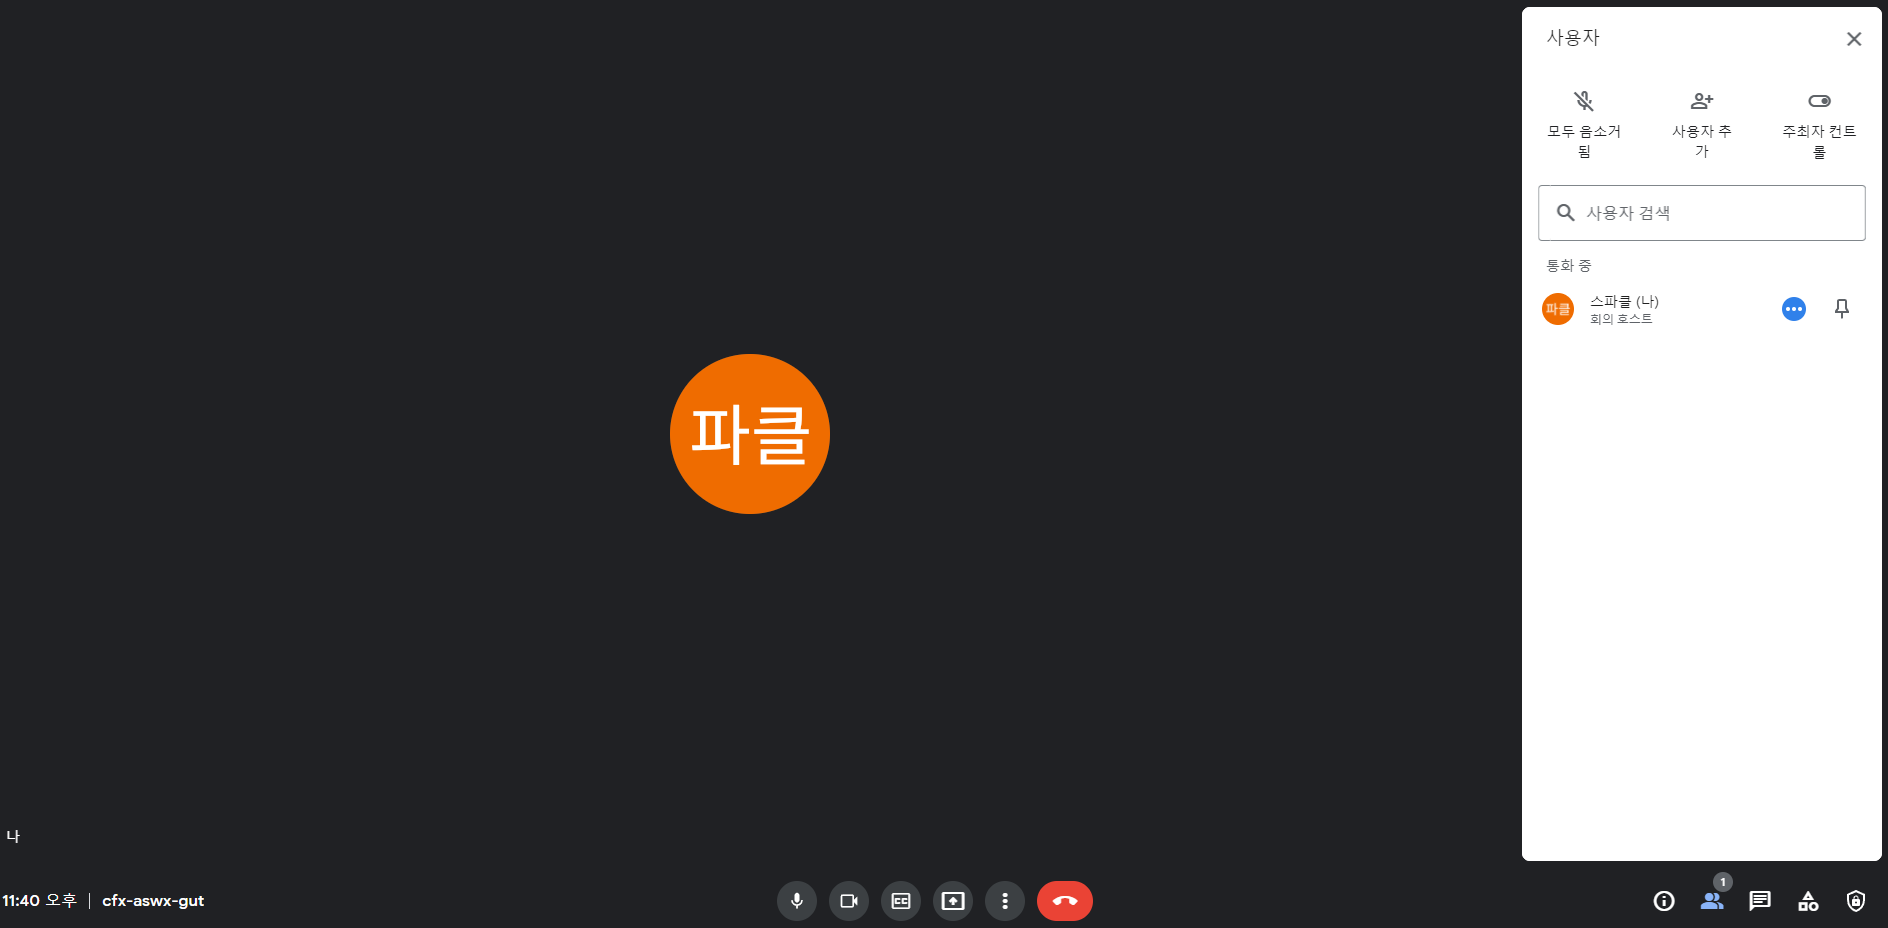 사용자
모두 음소거
됨
사용자 추
가
주최자 컨트
롤
사용자 검색
통화 중
파클
스파클 (나)
회의 호스트
파클
나
11:40 오후 | cfx-aswx-gut
CC
1